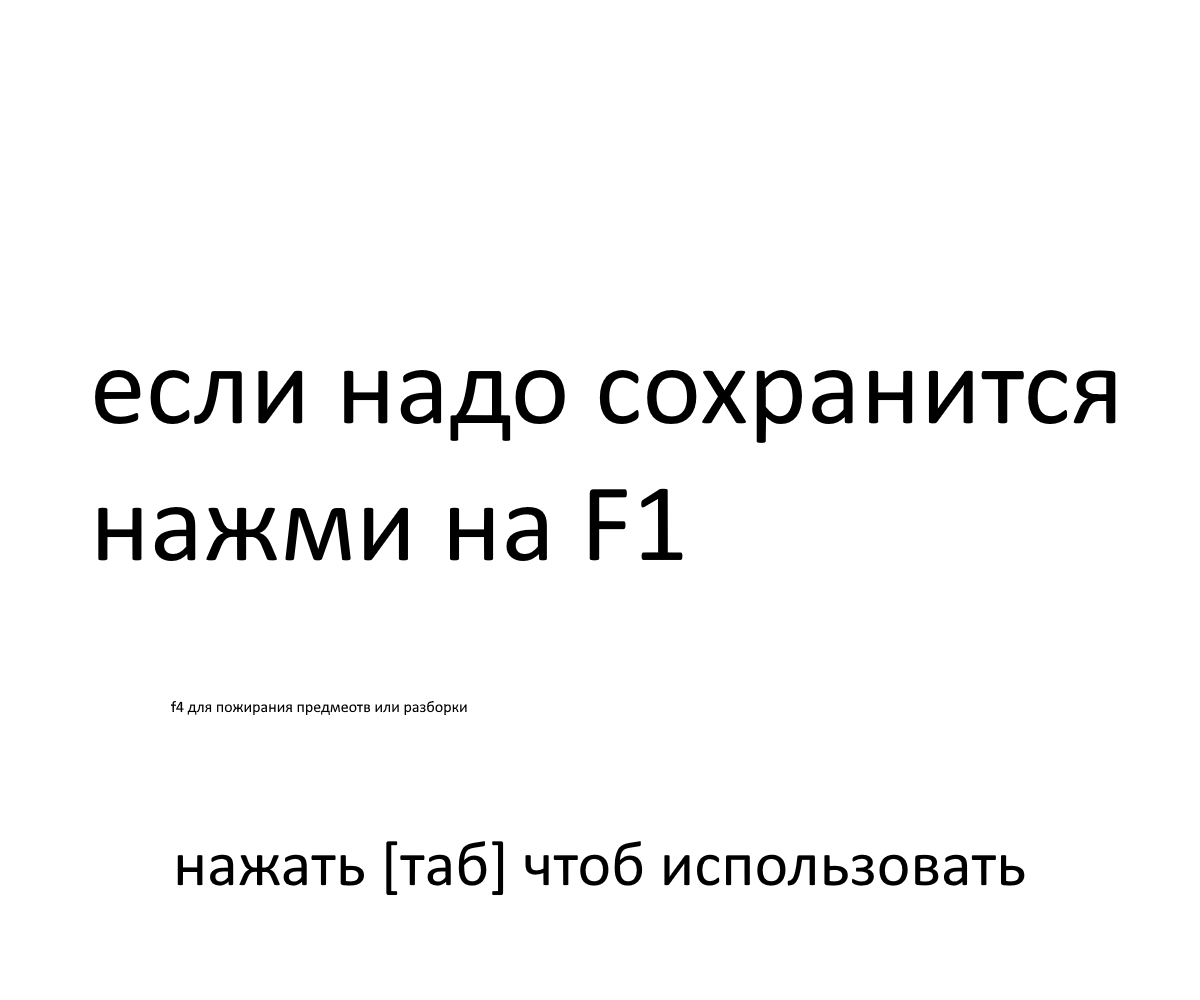 если надо сохранится
нажми на F1
f4 для пожирания предмеотв или разборки
нажать [таб] чтоб использовать